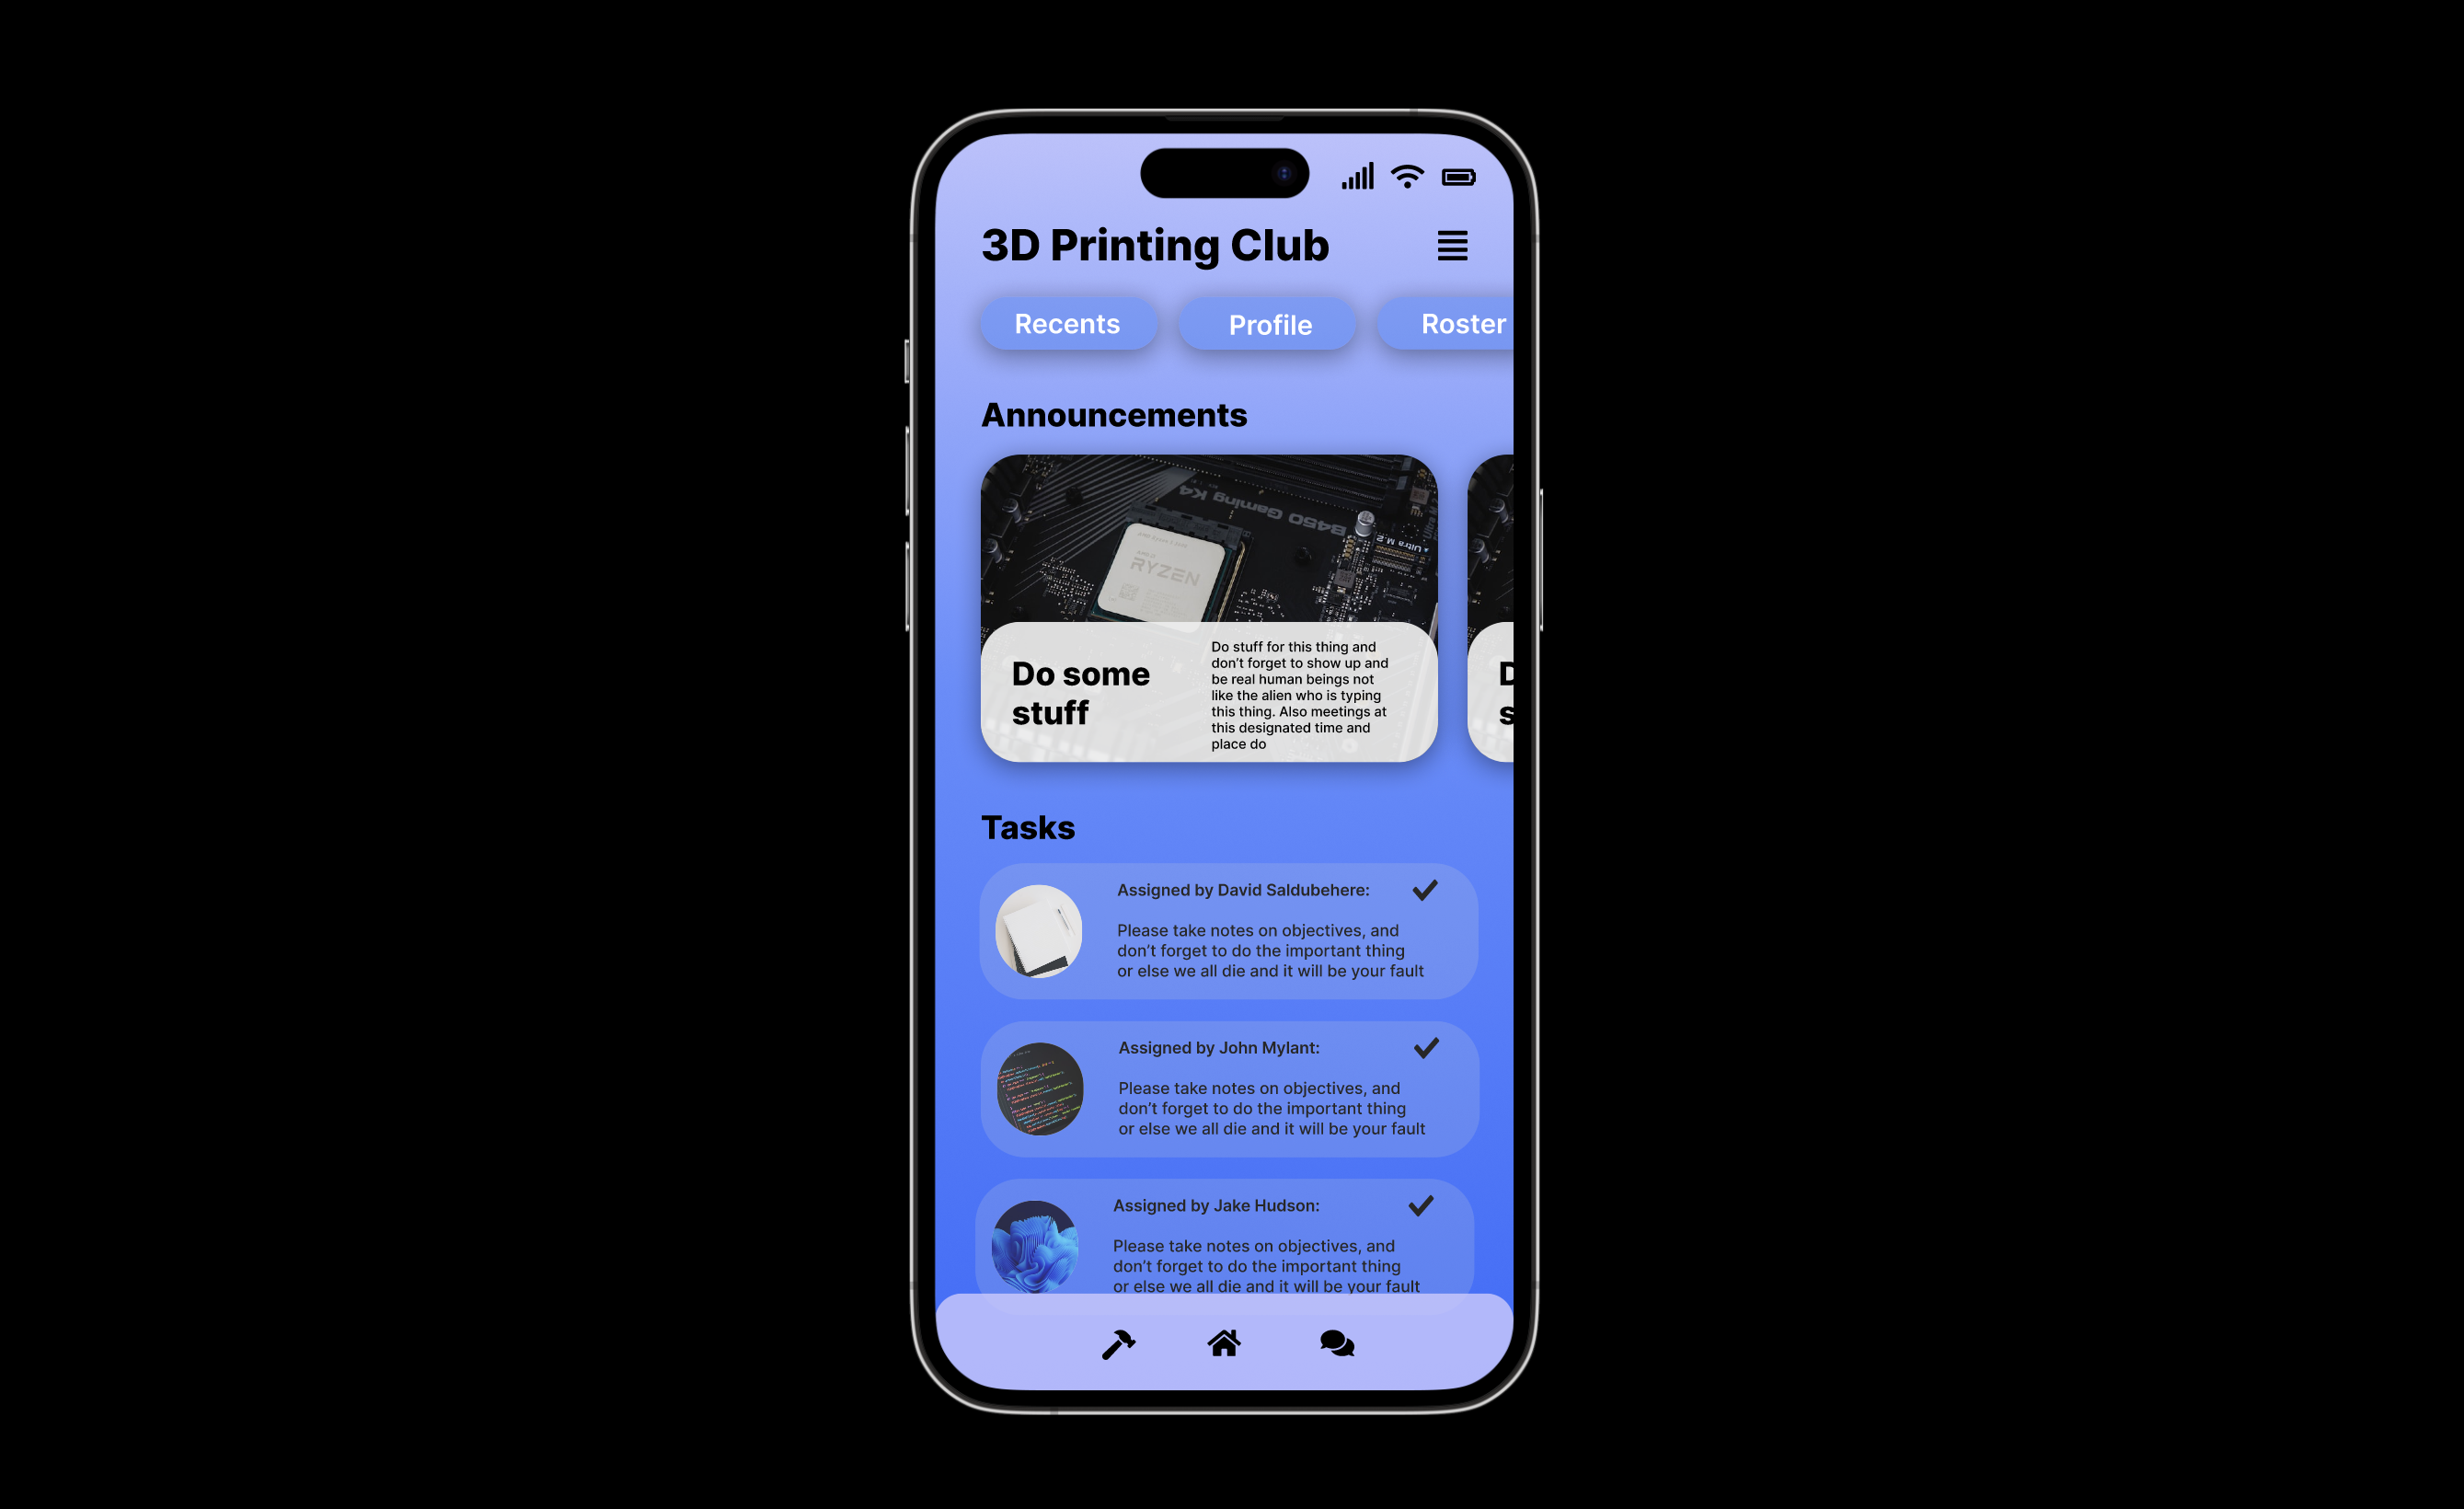 3D Printing Club
Recents
Profile
Roster
Announcements
B450 Gaming K4
Ultra M.2
RYZEN
Do some
stuff
Do stuff for this thing and
don't forget to show up and
be real human beings not
like the alien who is typing
this thing. Also meetings at
this designated time and
place do
D
s
Tasks
Assigned by David Saldubehere:
Please take notes on objectives, and
don't forget to do the important thing
or else we all die and it will be your fault
Assigned by John Mylant:
Please take notes on objectives, and
don't forget to do the important thing
or else we all die and it will be your fault
Assigned by Jake Hudson:
Please take notes on objectives, and
don't forget to do the important thing
or else we all die and it will be your fault